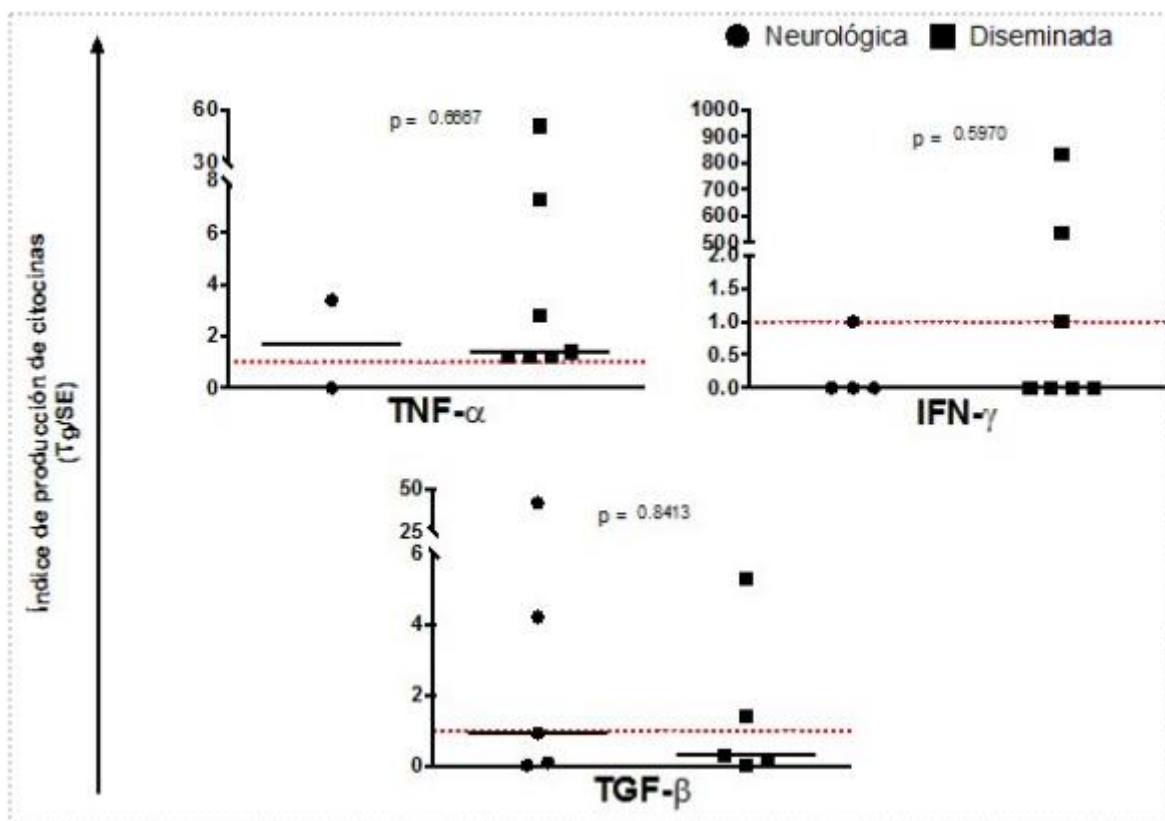 Neurológica Diseminada
Índice de producción de citocinas
(Tg/SE)
60
30
8
6
4
2
0
p = 0.6667
TNF-α
1000
900
800
700
600
500
2.0
1.5
1.0
0.5
0.0
p = 0.5970
IFN-γ
50
25
6
4
2
0
p = 0.8413
TGF-β